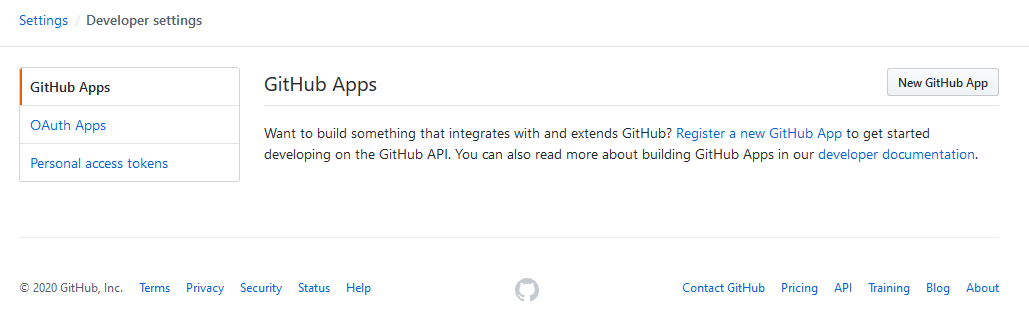 Settings / Developer settings
GitHub Apps
OAuth Apps
Personal access tokens
GitHub Apps
New GitHub App
Want to build something that integrates with and extends GitHub? Register a new GitHub App to get started
developing on the GitHub API. You can also read more about building GitHub Apps in our developer documentation.
© 2020 GitHub, Inc. Terms Privacy Security Status Help
Contact GitHub Pricing API Training Blog About